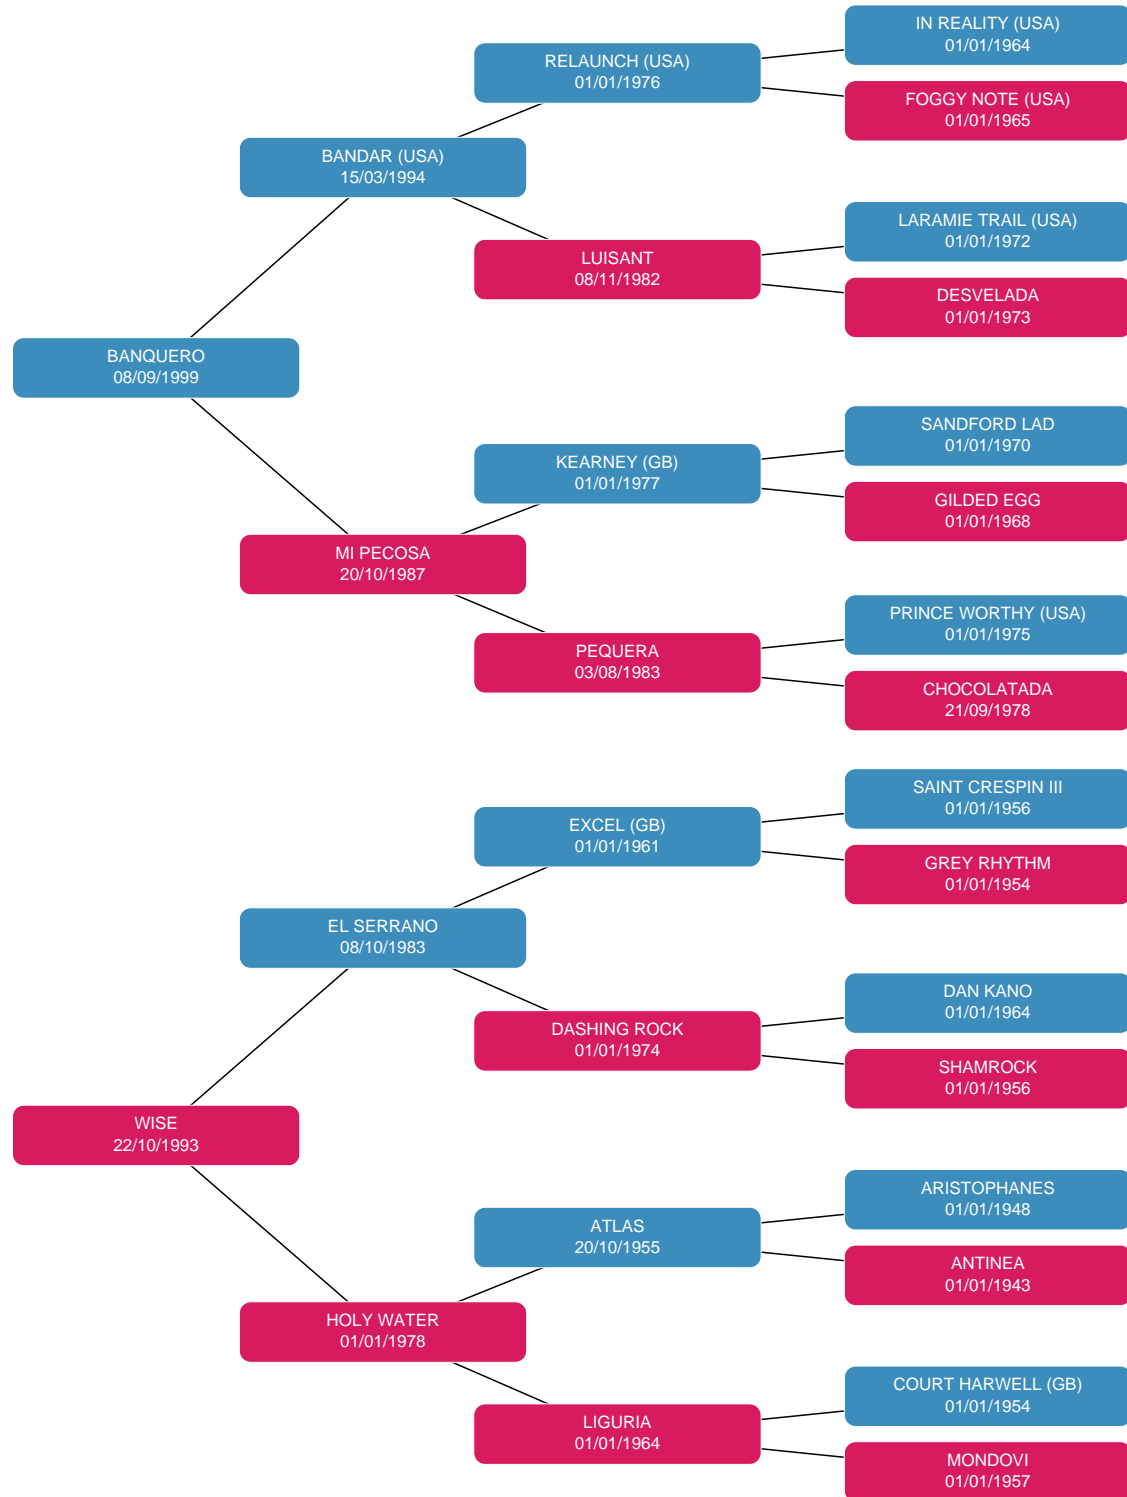 IN REALITY (USA)
01/01/1964
RELAUNCH (USA)
01/01/1976
FOGGY NOTE (USA)
01/01/1965
BANDAR (USA)
15/03/1994
LARAMIE TRAIL (USA)
01/01/1972
LUISANT
08/11/1982
DESVELADA
01/01/1973
BANQUERO
08/09/1999
SANDFORD LAD
01/01/1970
KEARNEY (GB)
01/01/1977
GILDED EGG
01/01/1968
MI PECOSA
20/10/1987
PRINCE WORTHY (USA)
01/01/1975
PEQUERA
03/08/1983
CHOCOLATADA
21/09/1978
SAINT CRESPIN III
01/01/1956
EXCEL (GB)
01/01/1961
GREY RHYTHM
01/01/1954
EL SERRANO
08/10/1983
DAN KANO
01/01/1964
DASHING ROCK
01/01/1974
SHAMROCK
01/01/1956
WISE
22/10/1993
ARISTOPHANES
01/01/1948
ATLAS
20/10/1955
ANTINEA
01/01/1943
HOLY WATER
01/01/1978
COURT HARWELL (GB)
01/01/1954
LIGURIA
01/01/1964
MONDOVI
01/01/1957